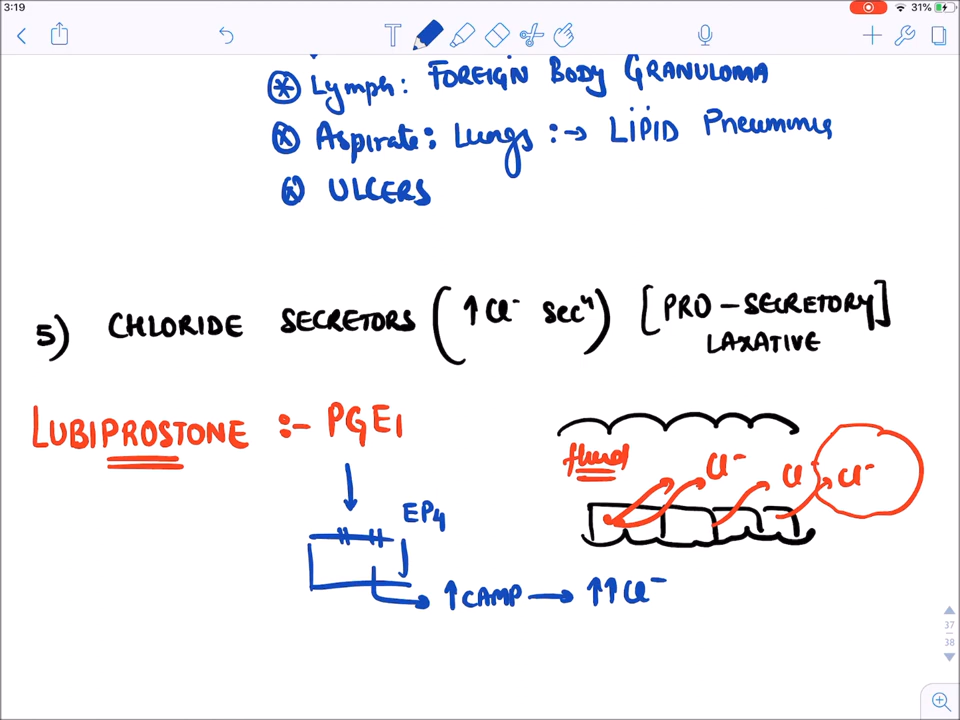 3:19
31%
T
⊛ Lymph: FOREIGN BODY GRANULOMA
⊛ Aspirate: Lungs :→ LIPID Pneumonia
⊛ ULCERS
5) CHLORIDE SECRETORS (↑Cl⁻ Secⁿ) [PRO-SECRETORY]
LAXATIVE
LUBIPROSTONE :- PGE1
fluid Cl⁻ Cl⁻ Cl⁻
EP4
↑CAMP → ↑↑Cl⁻
37
38